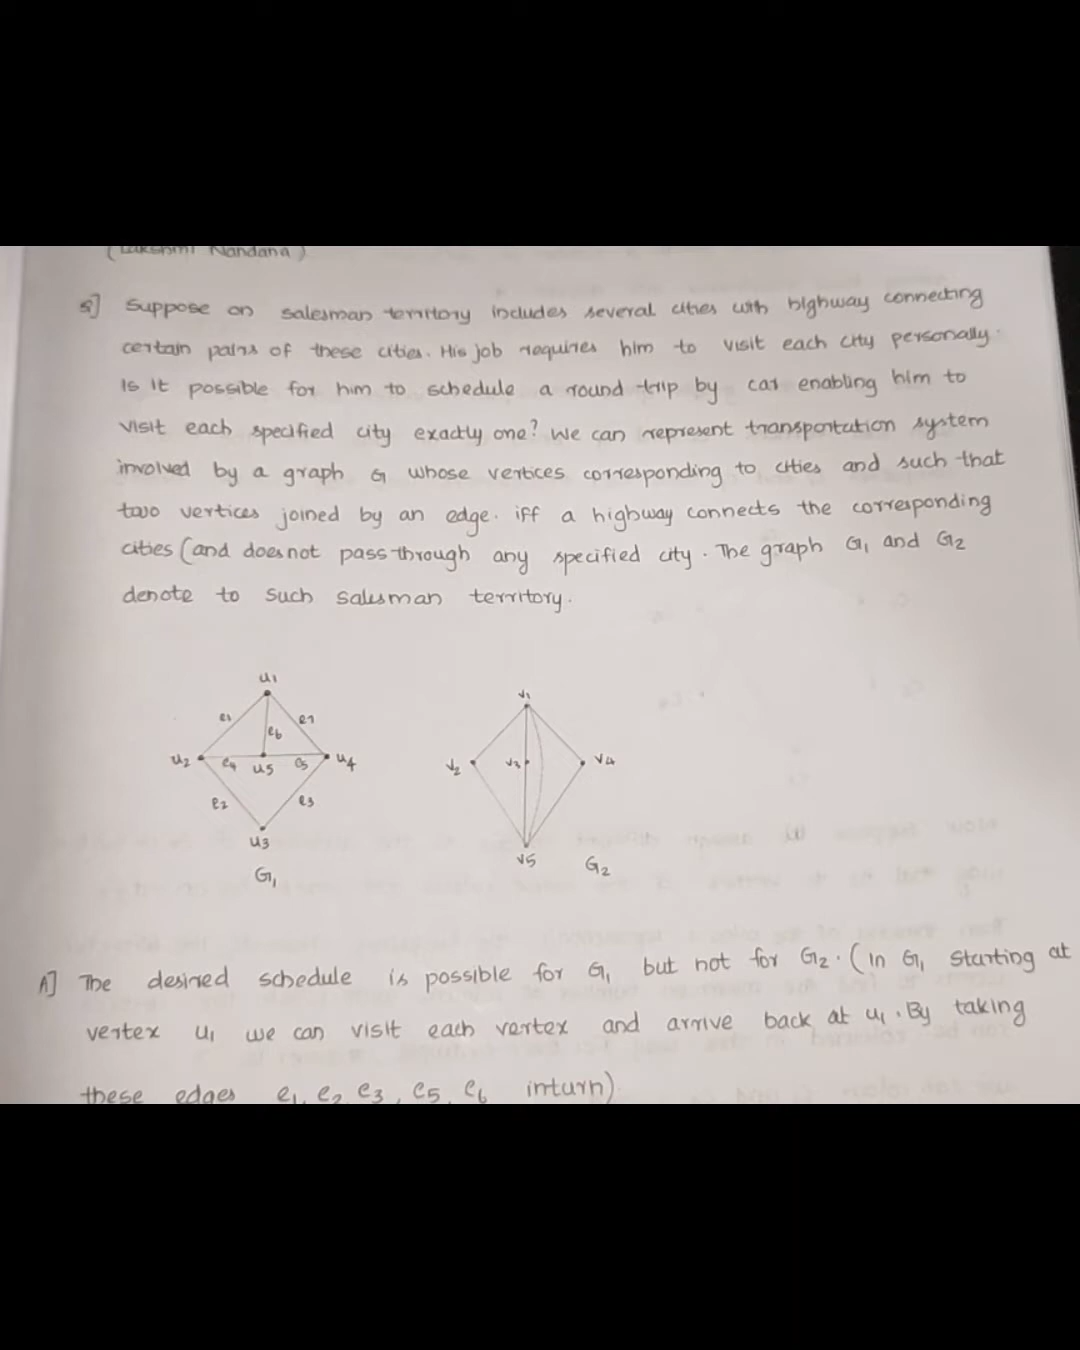 (Lakshmi Nandana)
Q] Suppose on salesman territory includes several cities with highway connecting
certain pairs of these cities. His job requires him to visit each city personally.
Is it possible for him to schedule a round trip by car enabling him to
visit each specified city exactly one? We can represent transportation system
involved by a graph G whose vertices corresponding to cities and such that
two vertices joined by an edge. iff a highway connects the corresponding
cities (and does not pass through any specified city. The graph G1 and G2
denote to such salesman territory.
u1
e1 e7
e6
u2 e4 u5 e5 u4
e2 e3
u3
G1
v1
v2 v3 v4
v5
G2
A] The desired schedule is possible for G1 but not for G2. (In G1 starting at
vertex u1 we can visit each vertex and arrive back at u1. By taking
these edges e1, e2, e3, e5, e6 inturn)